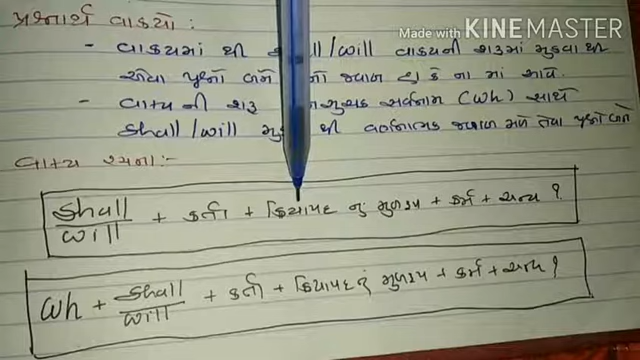 Made with KINEMASTER
પ્રશ્નાર્થ વાક્યો :
- વાક્યમાં થી will વાક્યની શરૂમાં મુકવા થી
એવા પ્રશ્નો બને જવાબ હા કે ના માં આવે.
- વાક્ય ની શરૂ સર્વનામ (Wh) સાથે
shall/will થી વર્ણનાત્મક જવાબ મળે તેવા પ્રશ્નો બને
વાક્ય રચના:-
shall/will + કર્તા + ક્રિયાપદ નું મુળરૂપ + કર્મ + અન્ય ?
Wh + shall/will + કર્તા + ક્રિયાપદ નું મુળરૂપ + કર્મ + અન્ય ?